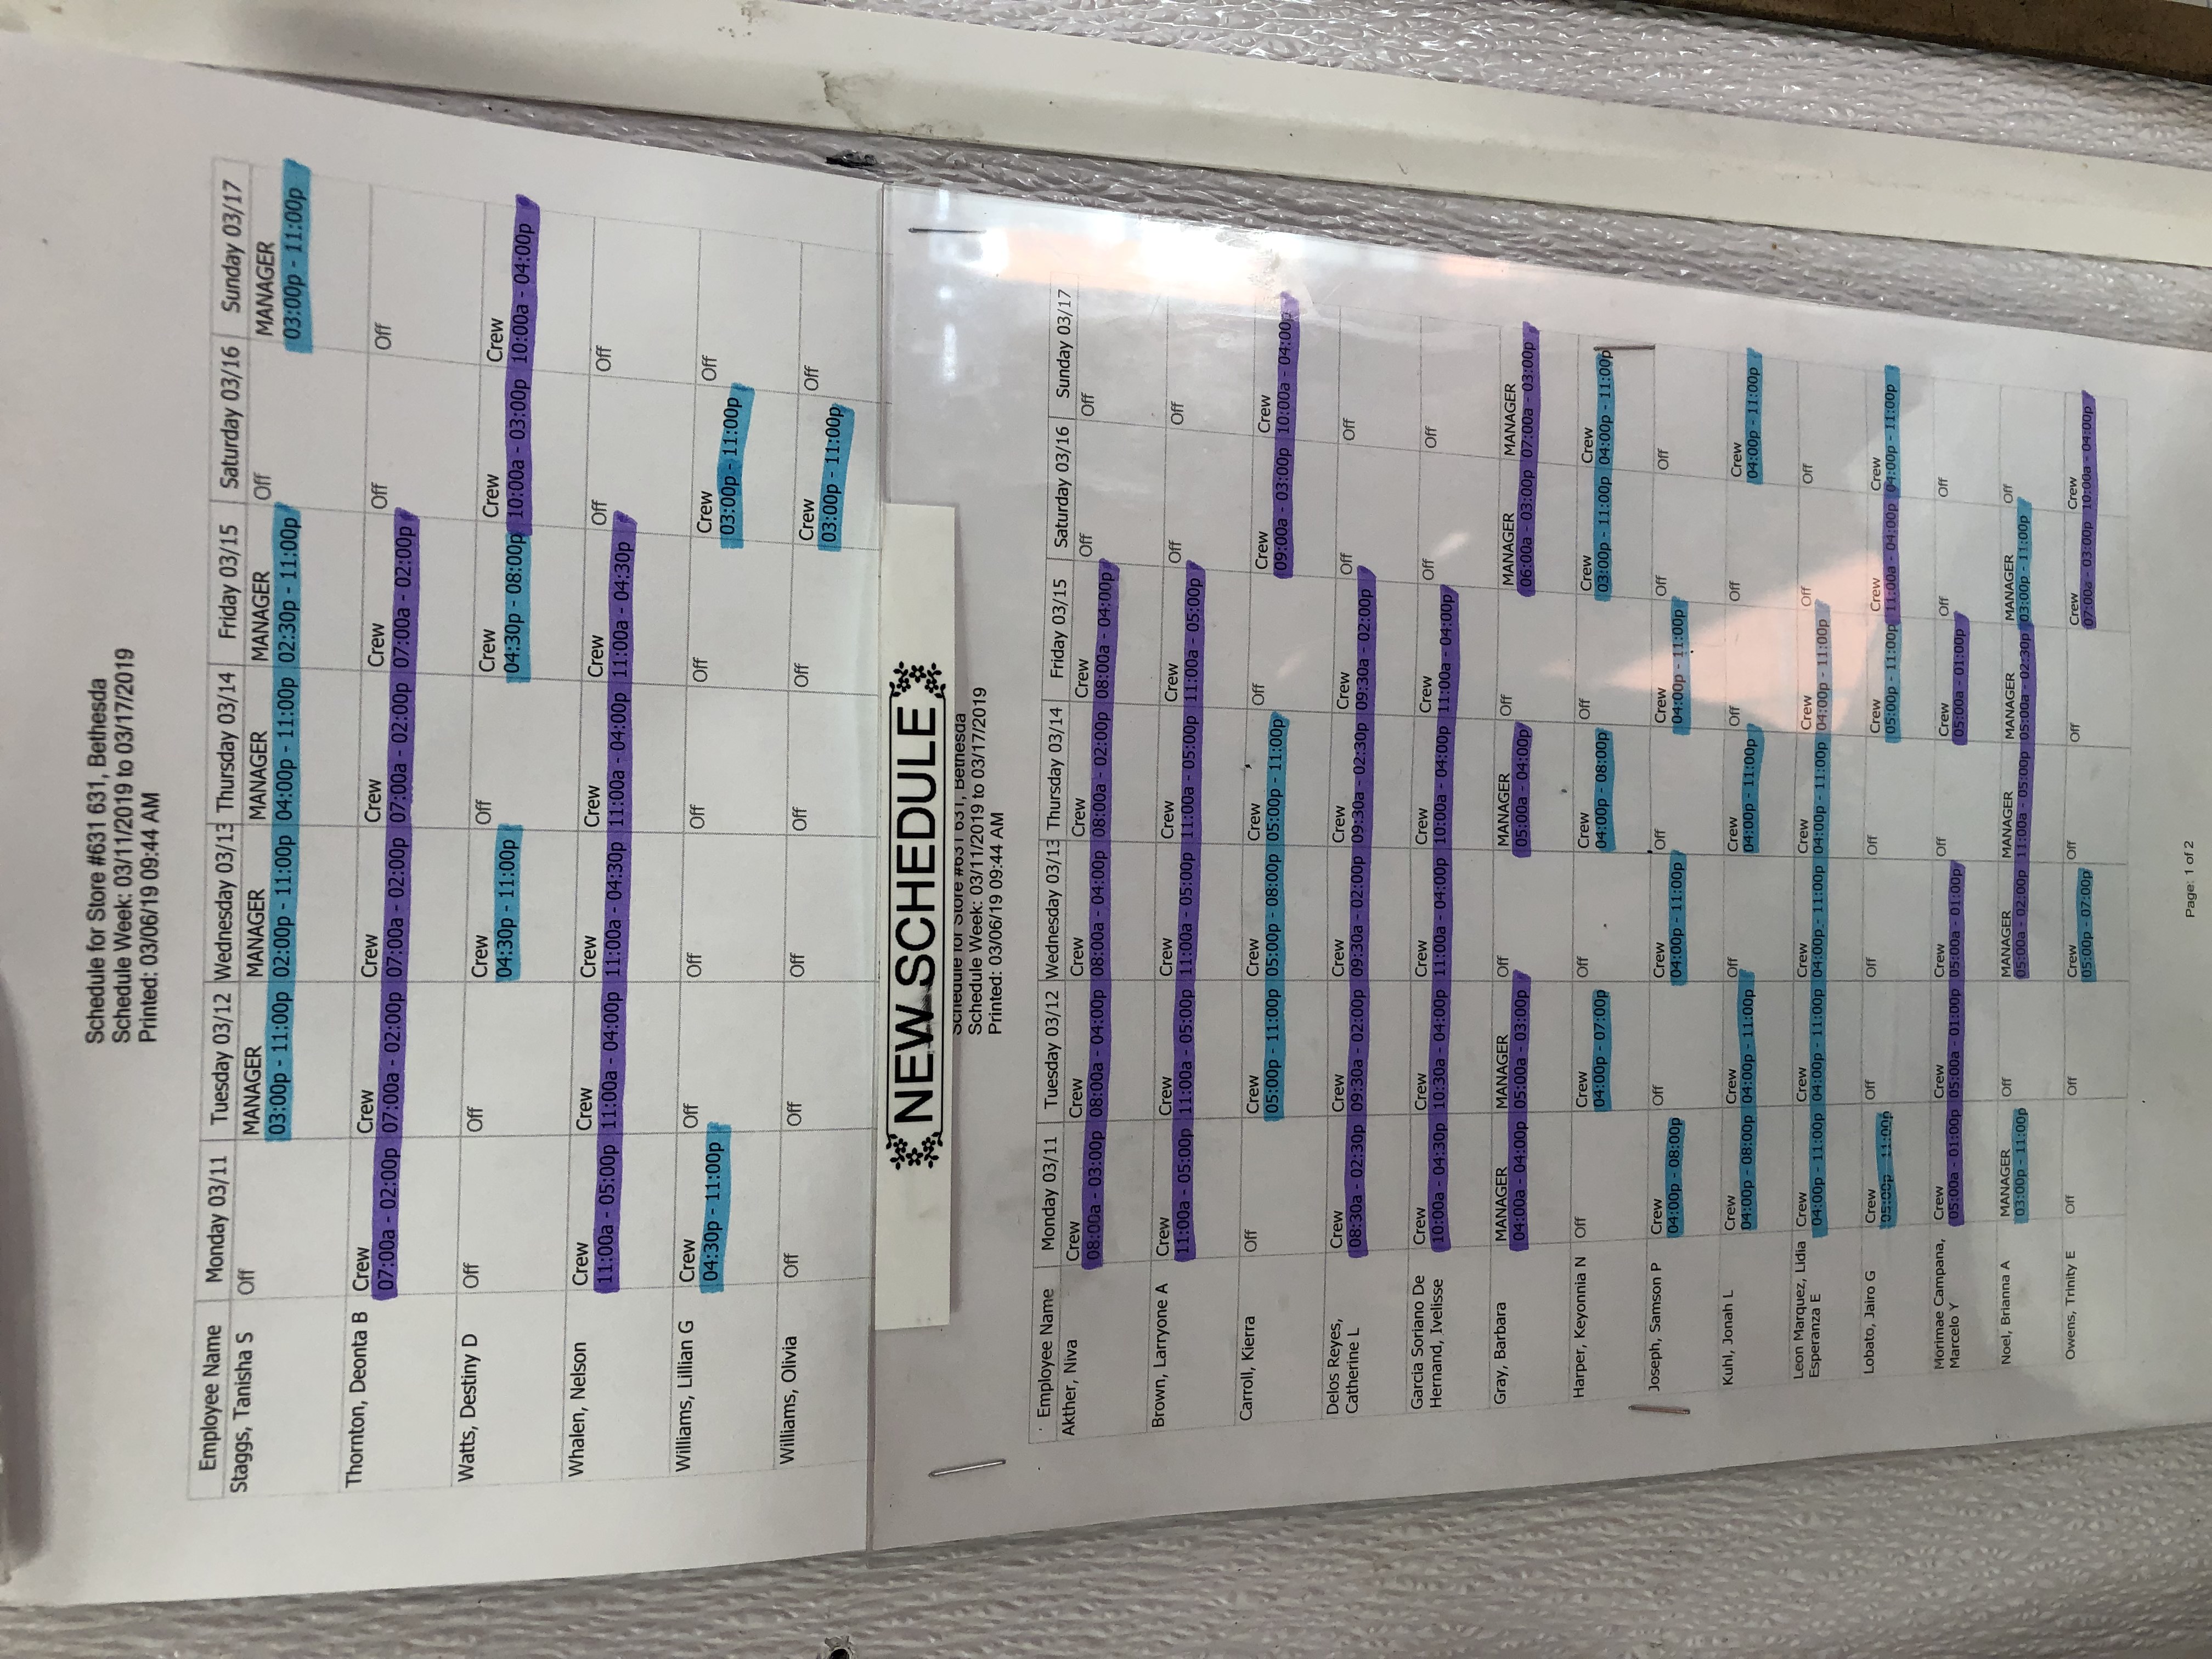 Schedule for Store #631 631, Bethesda
Schedule Week: 03/11/2019 to 03/17/2019
Printed: 03/06/19 09:44 AM
Employee Name Monday 03/11 Tuesday 03/12 Wednesday 03/13 Thursday 03/14 Friday 03/15 Saturday 03/16 Sunday 03/17
Staggs, Tanisha S Off MANAGER MANAGER MANAGER MANAGER Off MANAGER
03:00p - 11:00p 02:00p - 11:00p 04:00p - 11:00p 02:30p - 11:00p 03:00p - 11:00p
Thornton, Deonta B Crew Crew Crew Crew Crew Off Off
07:00a - 02:00p 07:00a - 02:00p 07:00a - 02:00p 07:00a - 02:00p 07:00a - 02:00p
Watts, Destiny D Off Off Crew Off Crew Crew Crew
04:30p - 11:00p 04:30p - 08:00p 10:00a - 03:00p 10:00a - 04:00p
Whalen, Nelson Crew Crew Crew Crew Crew Off Off
11:00a - 05:00p 11:00a - 04:00p 11:00a - 04:30p 11:00a - 04:00p 11:00a - 04:30p
Williams, Lillian G Crew Off Off Off Off Crew Off
04:30p - 11:00p 03:00p - 11:00p
Williams, Olivia Off Off Off Off Off Crew Off
03:00p - 11:00p
NEW SCHEDULE
Schedule for Store #631 631, Bethesda
Schedule Week: 03/11/2019 to 03/17/2019
Printed: 03/06/19 09:44 AM
Employee Name Monday 03/11 Tuesday 03/12 Wednesday 03/13 Thursday 03/14 Friday 03/15 Saturday 03/16 Sunday 03/17
Akther, Niva Crew Crew Crew Crew Crew Off Off
08:00a - 03:00p 08:00a - 04:00p 08:00a - 04:00p 08:00a - 02:00p 08:00a - 04:00p
Brown, Larryone A Crew Crew Crew Crew Crew Off Off
11:00a - 05:00p 11:00a - 05:00p 11:00a - 05:00p 11:00a - 05:00p 11:00a - 05:00p
Carroll, Kierra Off Crew Crew Crew Off Crew Crew
05:00p - 11:00p 05:00p - 08:00p 05:00p - 11:00p 09:00a - 03:00p 10:00a - 04:00p
Delos Reyes, Crew Crew Crew Crew Crew Off Off
Catherine L 08:30a - 02:30p 09:30a - 02:00p 09:30a - 02:00p 09:30a - 02:30p 09:30a - 02:00p
Garcia Soriano De Crew Crew Crew Crew Crew Off Off
Hernand, Ivelisse 10:00a - 04:30p 10:30a - 04:00p 11:00a - 04:00p 10:00a - 04:00p 11:00a - 04:00p
Gray, Barbara MANAGER MANAGER Off MANAGER Off MANAGER MANAGER
04:00a - 04:00p 05:00a - 03:00p 05:00a - 04:00p 06:00a - 03:00p 07:00a - 03:00p
Harper, Keyonnia N Off Crew Off Crew Off Crew Crew
04:00p - 07:00p 04:00p - 08:00p 03:00p - 11:00p 04:00p - 11:00p
Joseph, Samson P Crew Off Crew Off Crew Off Off
04:00p - 08:00p 04:00p - 11:00p 04:00p - 11:00p
Kuhl, Jonah L Crew Crew Off Crew Off Off Crew
04:00p - 08:00p 04:00p - 11:00p 04:00p - 11:00p 04:00p - 11:00p
Leon Marquez, Lidia Crew Crew Crew Crew Crew Off Off
Esperanza E 04:00p - 11:00p 04:00p - 11:00p 04:00p - 11:00p 04:00p - 11:00p 04:00p - 11:00p
Lobato, Jairo G Crew Off Off Off Crew Crew Crew
05:00p - 11:00p 05:00p - 11:00p 11:00a - 04:00p 04:00p - 11:00p
Morimae Campana, Crew Crew Crew Off Crew Off Off
Marcelo Y 05:00a - 01:00p 05:00a - 01:00p 05:00a - 01:00p 05:00a - 01:00p
Noel, Brianna A MANAGER Off MANAGER MANAGER MANAGER MANAGER Off
03:00p - 11:00p 05:00a - 02:00p 11:00a - 05:00p 05:00a - 02:30p 03:00p - 11:00p
Owens, Trinity E Off Off Crew Off Off Crew Crew
05:00p - 07:00p 07:00a - 03:00p 10:00a - 04:00p
Page: 1 of 2